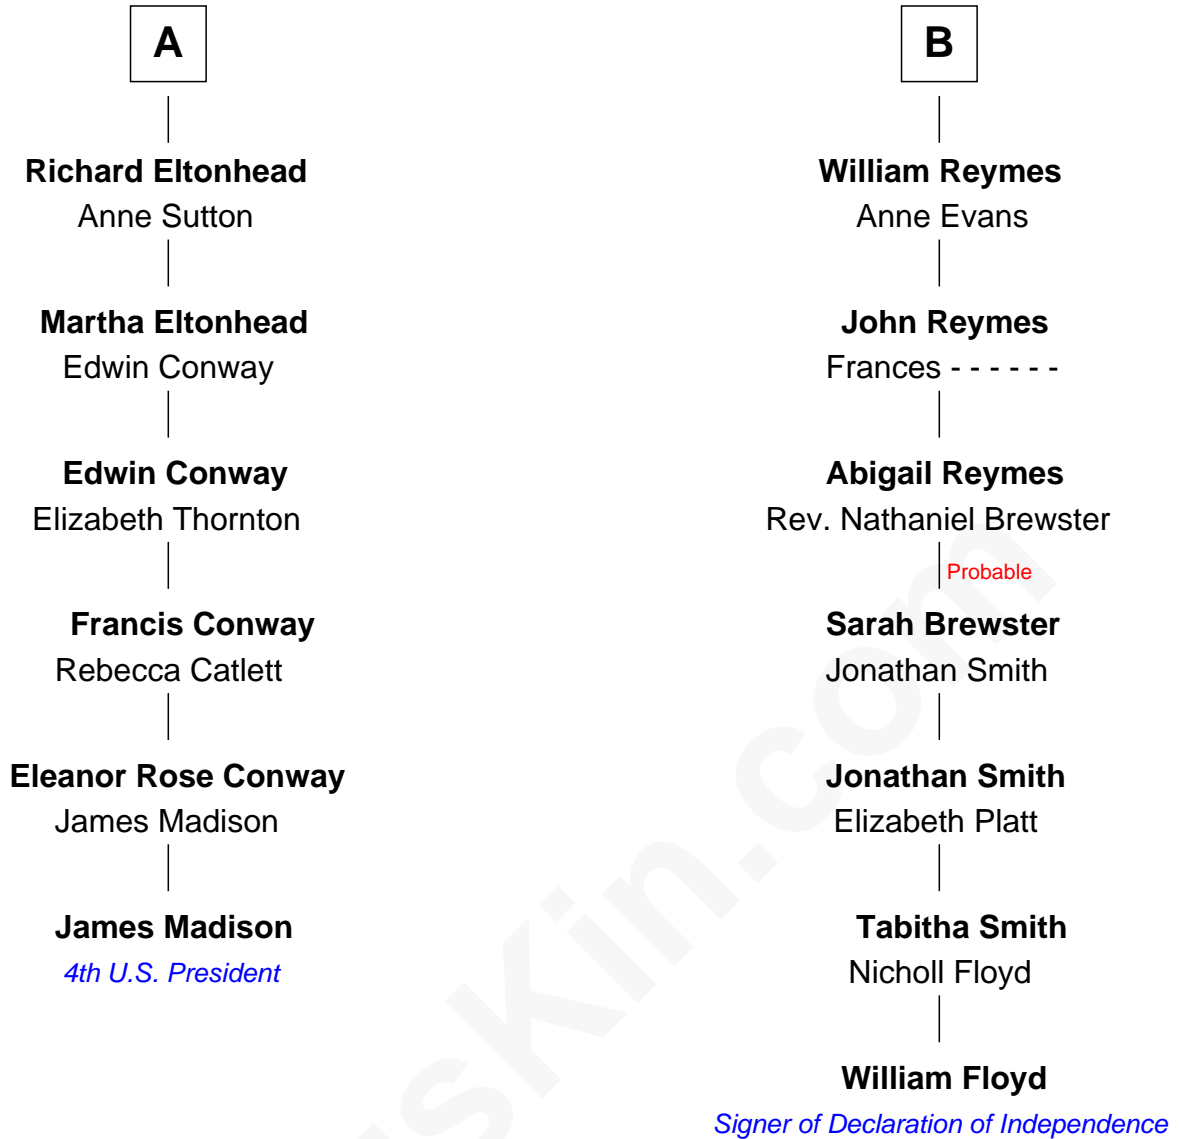 A
Richard Eltonhead
Anne Sutton
Martha Eltonhead
Edwin Conway
Edwin Conway
Elizabeth Thornton
Francis Conway
Rebecca Catlett
Eleanor Rose Conway
James Madison
James Madison
4th U.S. President
B
William Reymes
Anne Evans
John Reymes
Frances - - - - - -
Abigail Reymes
Rev. Nathaniel Brewster
Probable
Sarah Brewster
Jonathan Smith
Jonathan Smith
Elizabeth Platt
Tabitha Smith
Nicholl Floyd
William Floyd
Signer of Declaration of Independence
sKin.com